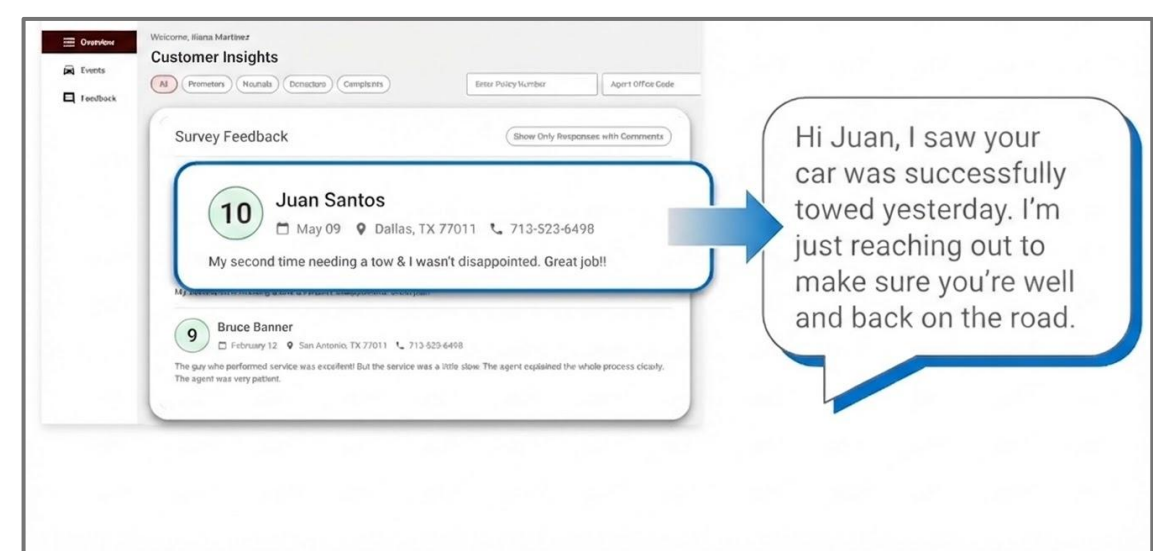 Welcome, Iliana Martinez
Overview
Customer Insights
Events
All
Complaints
Enter Policy Number
Agent Office Code
Feedback
Survey Feedback
Show Only Responses with Comments
10
Juan Santos
May 09 Dallas, TX 77011 713-523-6498
My second time needing a tow & I wasn't disappointed. Great job!!
9
Bruce Banner
February 12 San Antonio, TX 77011 713-523-6498
The guy who performed service was excellent! But the service was a little slow. The agent explained the whole process clearly.
The agent was very patient.
Hi Juan, I saw your
car was successfully
towed yesterday. I'm
just reaching out to
make sure you're well
and back on the road.